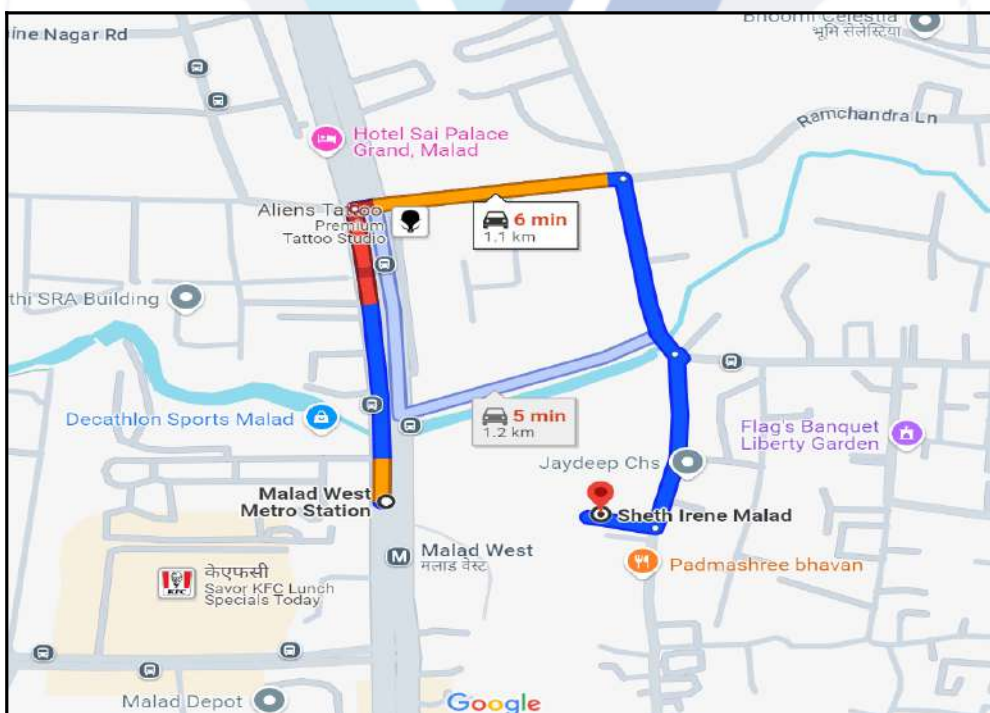 ine Nagar Rd
Bhoomi Celestia
भूमि सेलेस्टिया
Ramchandra Ln
Hotel Sai Palace
Grand, Malad
Aliens Tattoo
Premium
Tattoo Studio
6 min
1.1 km
thi SRA Building
Decathlon Sports Malad
5 min
1.2 km
Flag's Banquet
Liberty Garden
Jaydeep Chs
Malad West
Metro Station
Sheth Irene Malad
M
Malad West
मलाड वेस्ट
Padmashree bhavan
KFC
केएफसी
Savor KFC Lunch
Specials Today
Malad Depot
Google